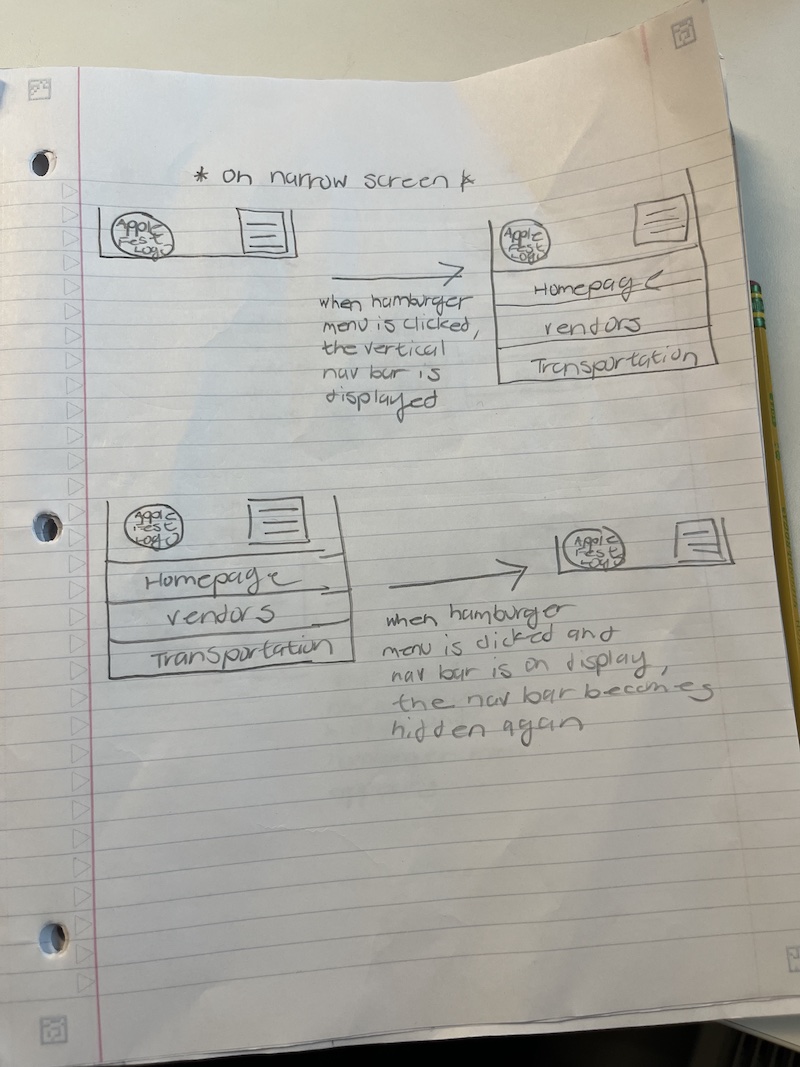 * on narrow screen *
Apple
Fest
Logo
Apple
Fest
Logo
Homepage
vendors
Transportation
when hamburger
menu is clicked,
the vertical
nav bar is
displayed
Apple
Fest
Logo
Homepage
vendors
Transportation
Apple
Fest
Logo
when hamburger
menu is clicked and
nav bar is on display,
the nav bar becomes
hidden again